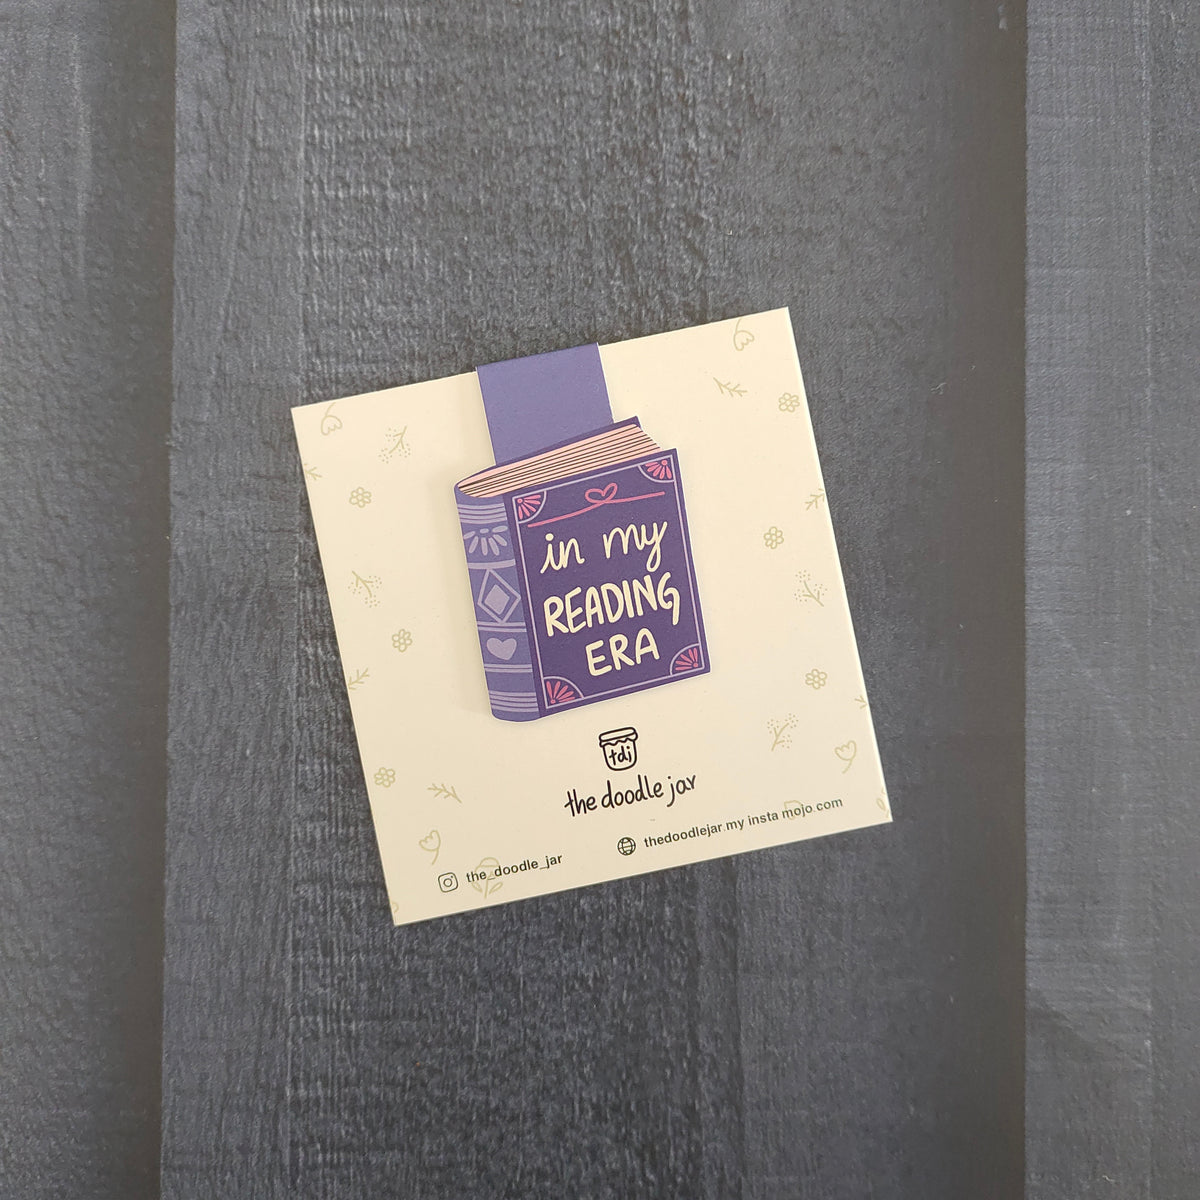 in my
READING
ERA
tdj
the doodle jar
the_doodle_jar
thedoodlejar.my insta mojo.com